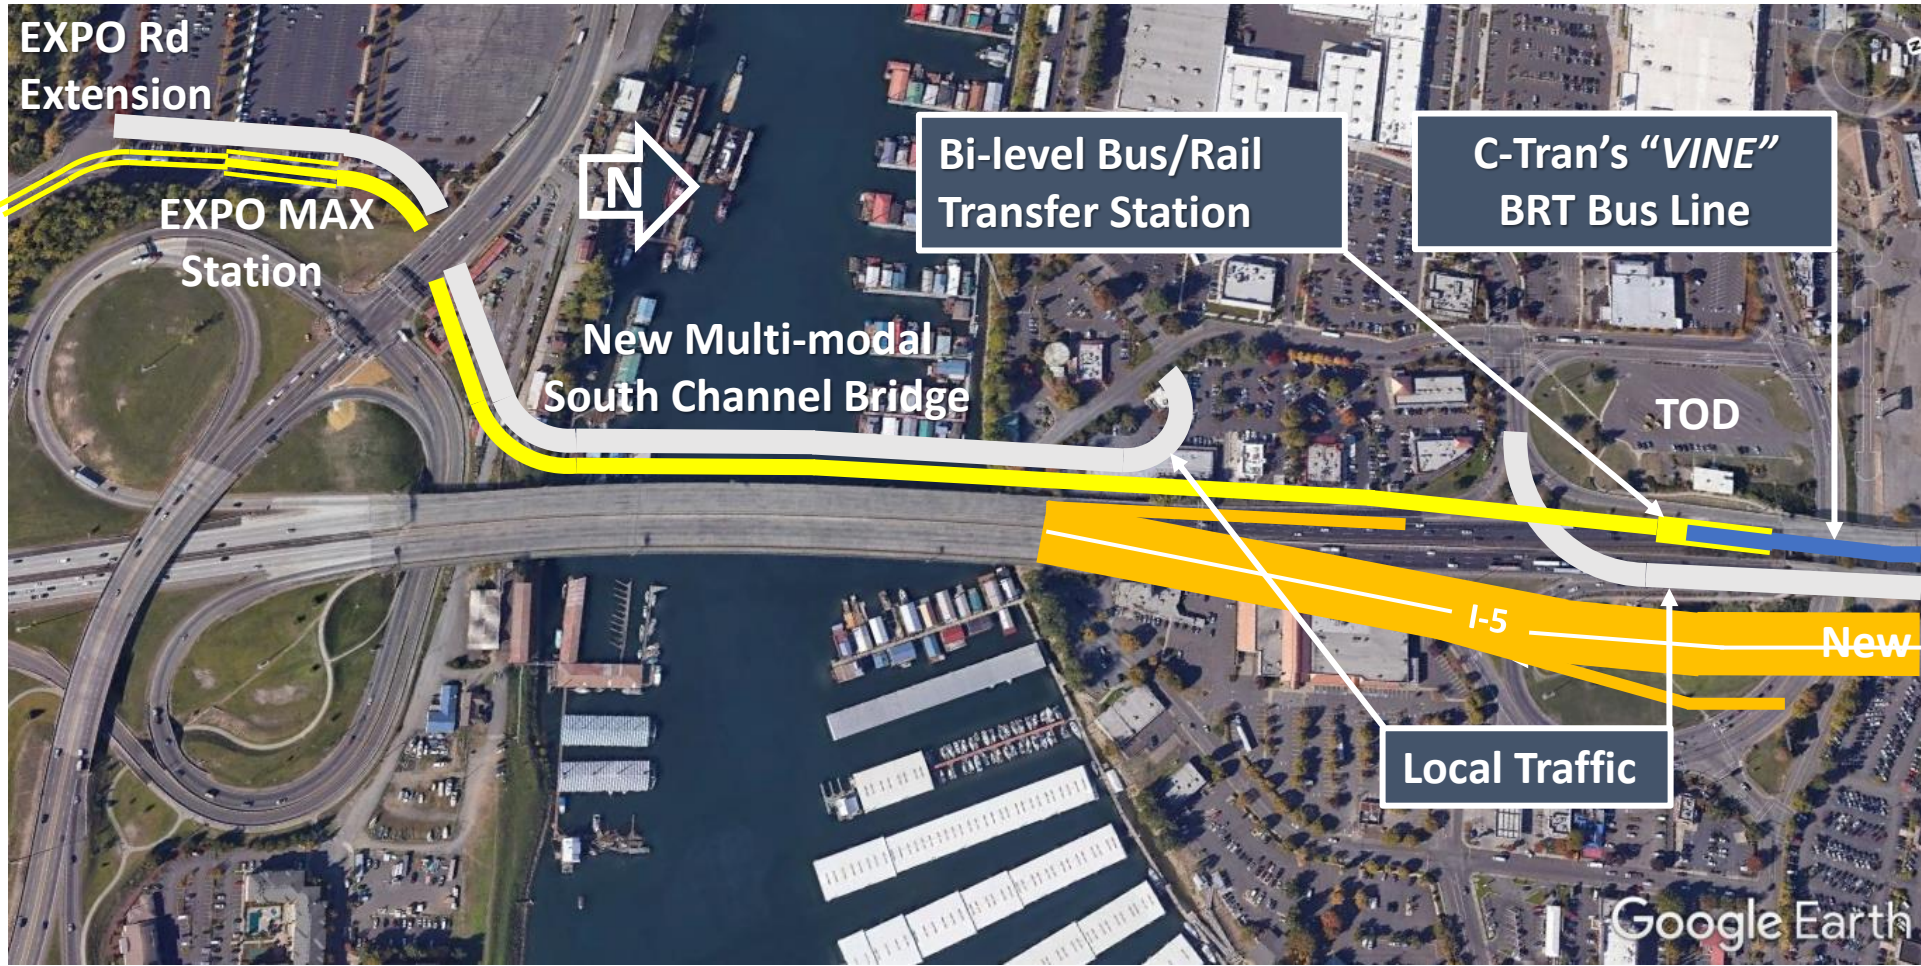 EXPO Rd
Extension
EXPO MAX
Station
N
New Multi-modal
South Channel Bridge
Bi-level Bus/Rail
Transfer Station
C-Tran's “VINE”
BRT Bus Line
TOD
I-5
New
Local Traffic
Google Earth
N